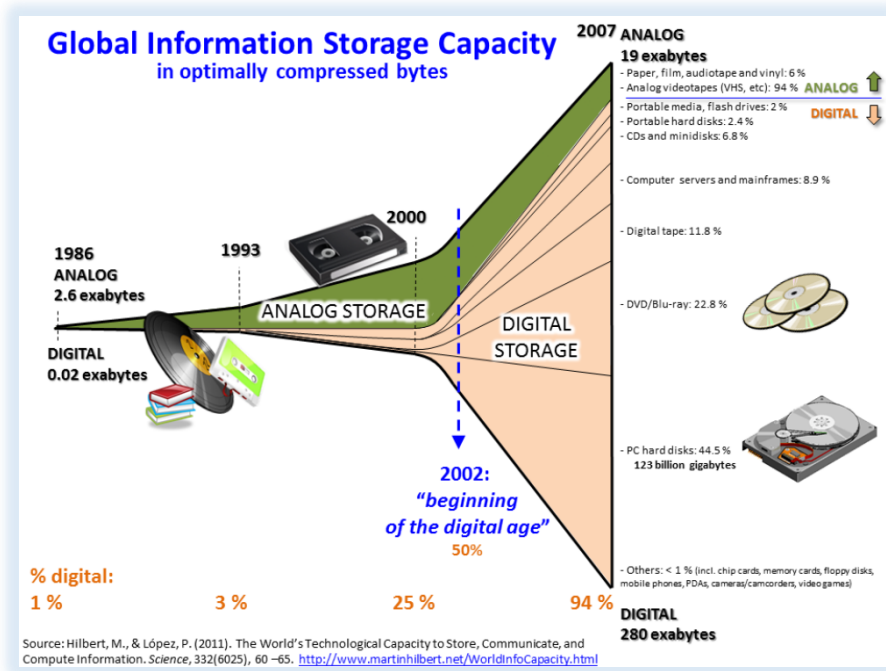 Global Information Storage Capacity
in optimally compressed bytes
2007 ANALOG
19 exabytes
- Paper, film, audiotape and vinyl: 6 %
- Analog videotapes (VHS, etc): 94 %
ANALOG
- Portable media, flash drives: 2 %
DIGITAL
- Portable hard disks: 2.4 %
- CDs and minidisks: 6.8 %
- Computer servers and mainframes: 8.9 %
- Digital tape: 11.8 %
- DVD/Blu-ray: 22.8 %
- PC hard disks: 44.5 %
123 billion gigabytes
- Others: < 1 % (incl. chip cards, memory cards, floppy disks,
mobile phones, PDAs, cameras/camcorders, video games)
DIGITAL
280 exabytes
1986
ANALOG
2.6 exabytes
DIGITAL
0.02 exabytes
1993
2000
ANALOG STORAGE
DIGITAL
STORAGE
2002:
“beginning
of the digital age”
50%
% digital:
1 %
3 %
25 %
94 %
Source: Hilbert, M., & López, P. (2011). The World’s Technological Capacity to Store, Communicate, and
Compute Information. Science, 332(6025), 60 –65. http://www.martinhilbert.net/WorldInfoCapacity.html